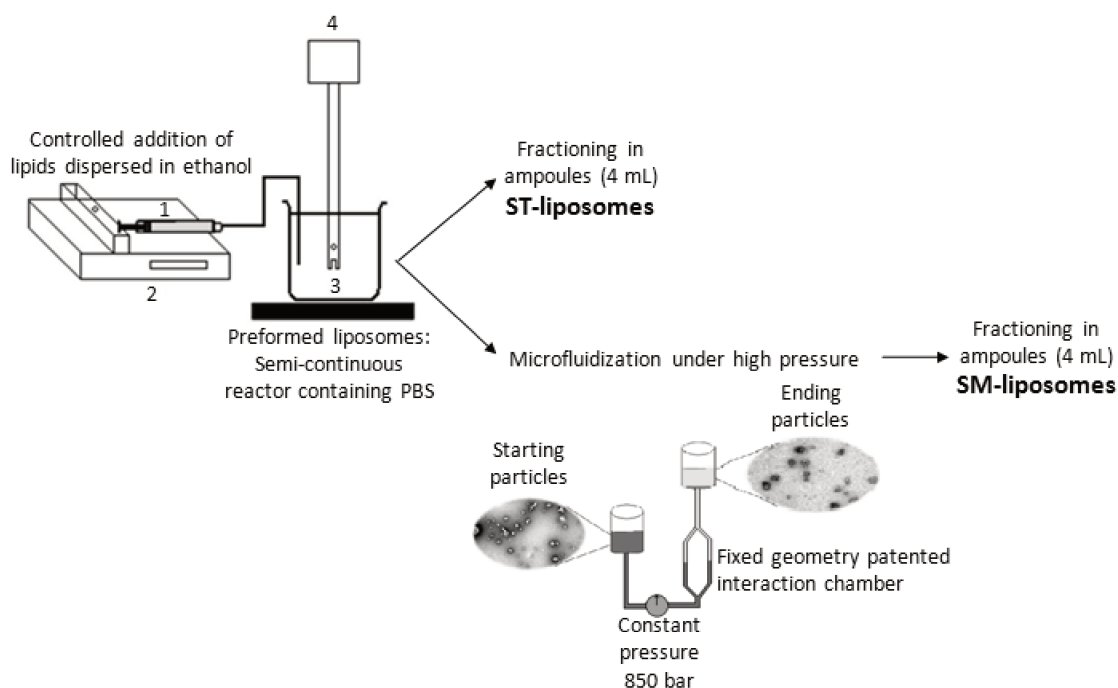 4
Controlled addition of
lipids dispersed in ethanol
1
2
3
Preformed liposomes:
Semi-continuous
reactor containing PBS
Fractioning in
ampoules (4 mL)
ST-liposomes
Microfluidization under high pressure
Fractioning in
ampoules (4 mL)
SM-liposomes
Starting
particles
Ending
particles
Fixed geometry patented
interaction chamber
Constant
pressure
850 bar